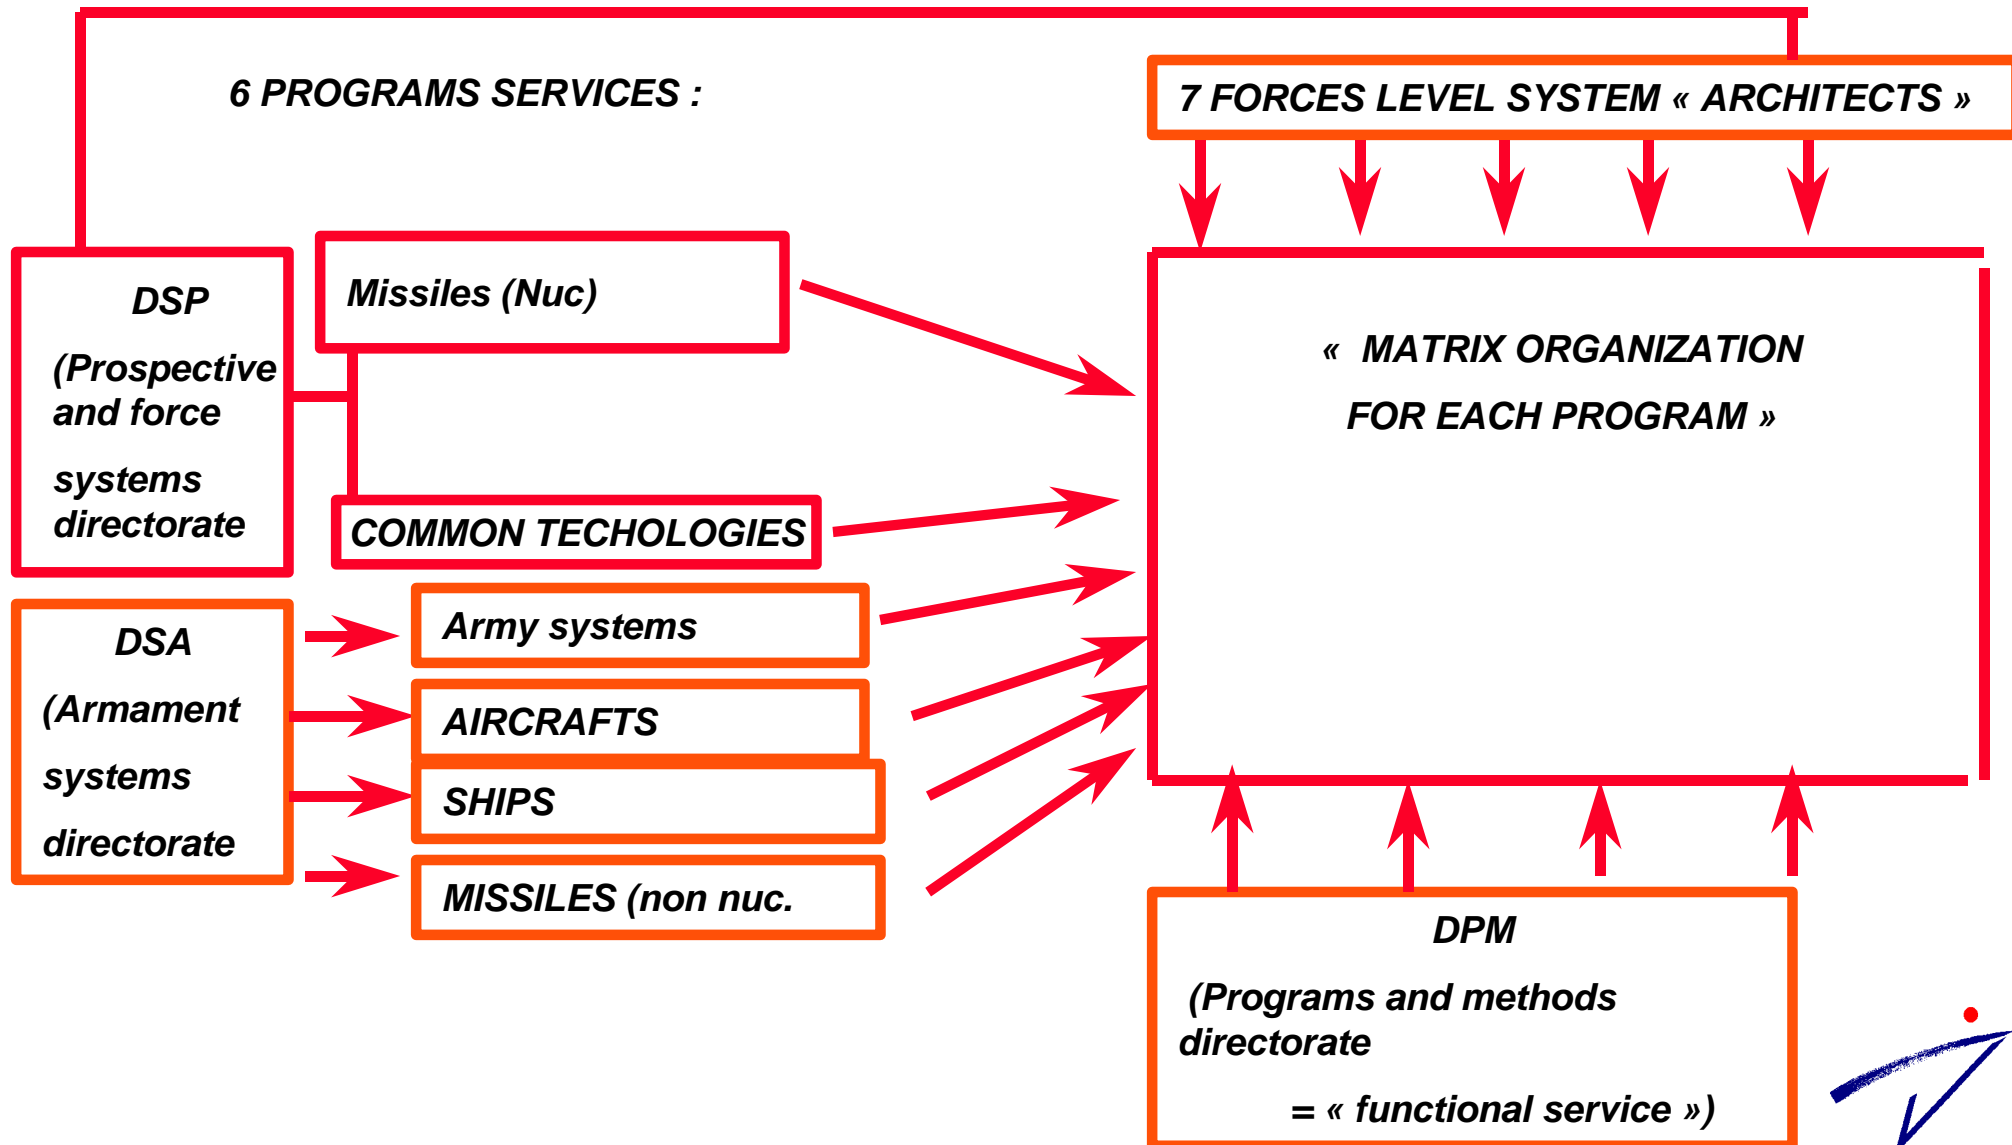 6 PROGRAMS SERVICES :
7 FORCES LEVEL SYSTEM « ARCHITECTS »
DSP
(Prospective
and force
systems
directorate
Missiles (Nuc)
COMMON TECHOLOGIES
DSA
(Armament
systems
directorate
Army systems
AIRCRAFTS
SHIPS
MISSILES (non nuc.
« MATRIX ORGANIZATION
FOR EACH PROGRAM »
DPM
(Programs and methods
directorate
= « functional service »)